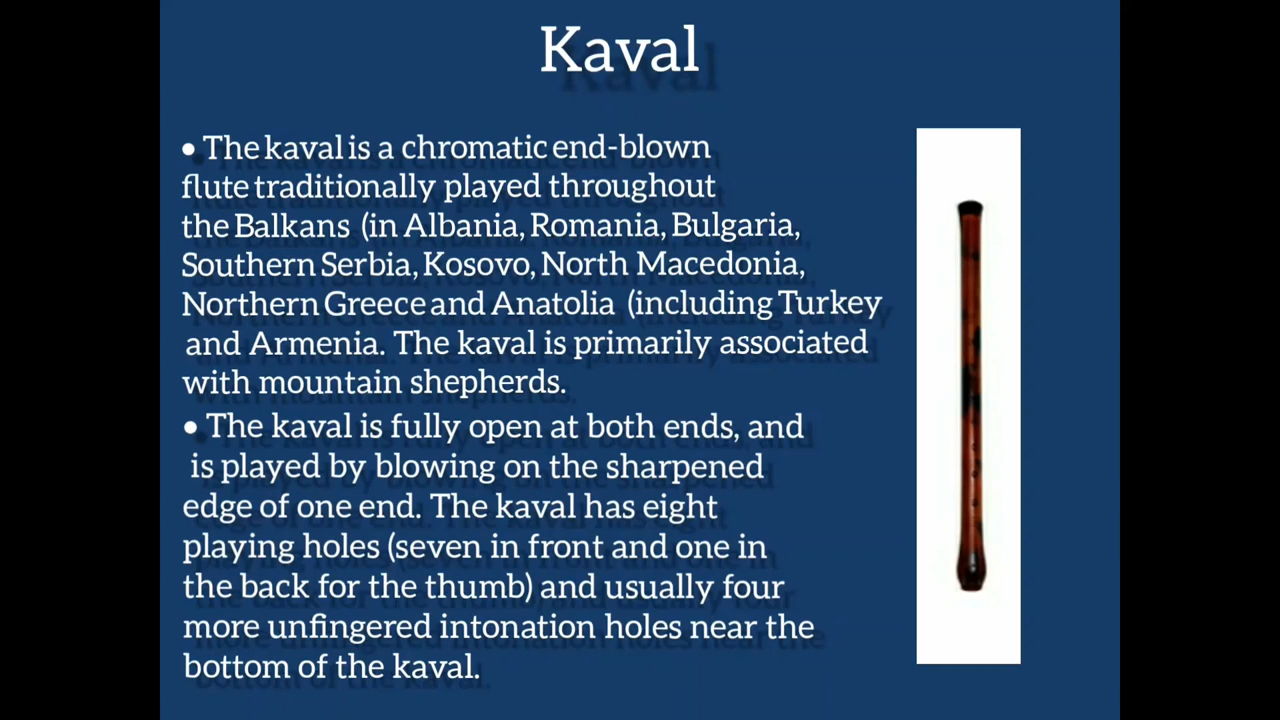 Kaval
• The kaval is a chromatic end-blown
flute traditionally played throughout
the Balkans (in Albania, Romania, Bulgaria,
Southern Serbia, Kosovo, North Macedonia,
Northern Greece and Anatolia (including Turkey
and Armenia. The kaval is primarily associated
with mountain shepherds.
• The kaval is fully open at both ends, and
is played by blowing on the sharpened
edge of one end. The kaval has eight
playing holes (seven in front and one in
the back for the thumb) and usually four
more unfingered intonation holes near the
bottom of the kaval.